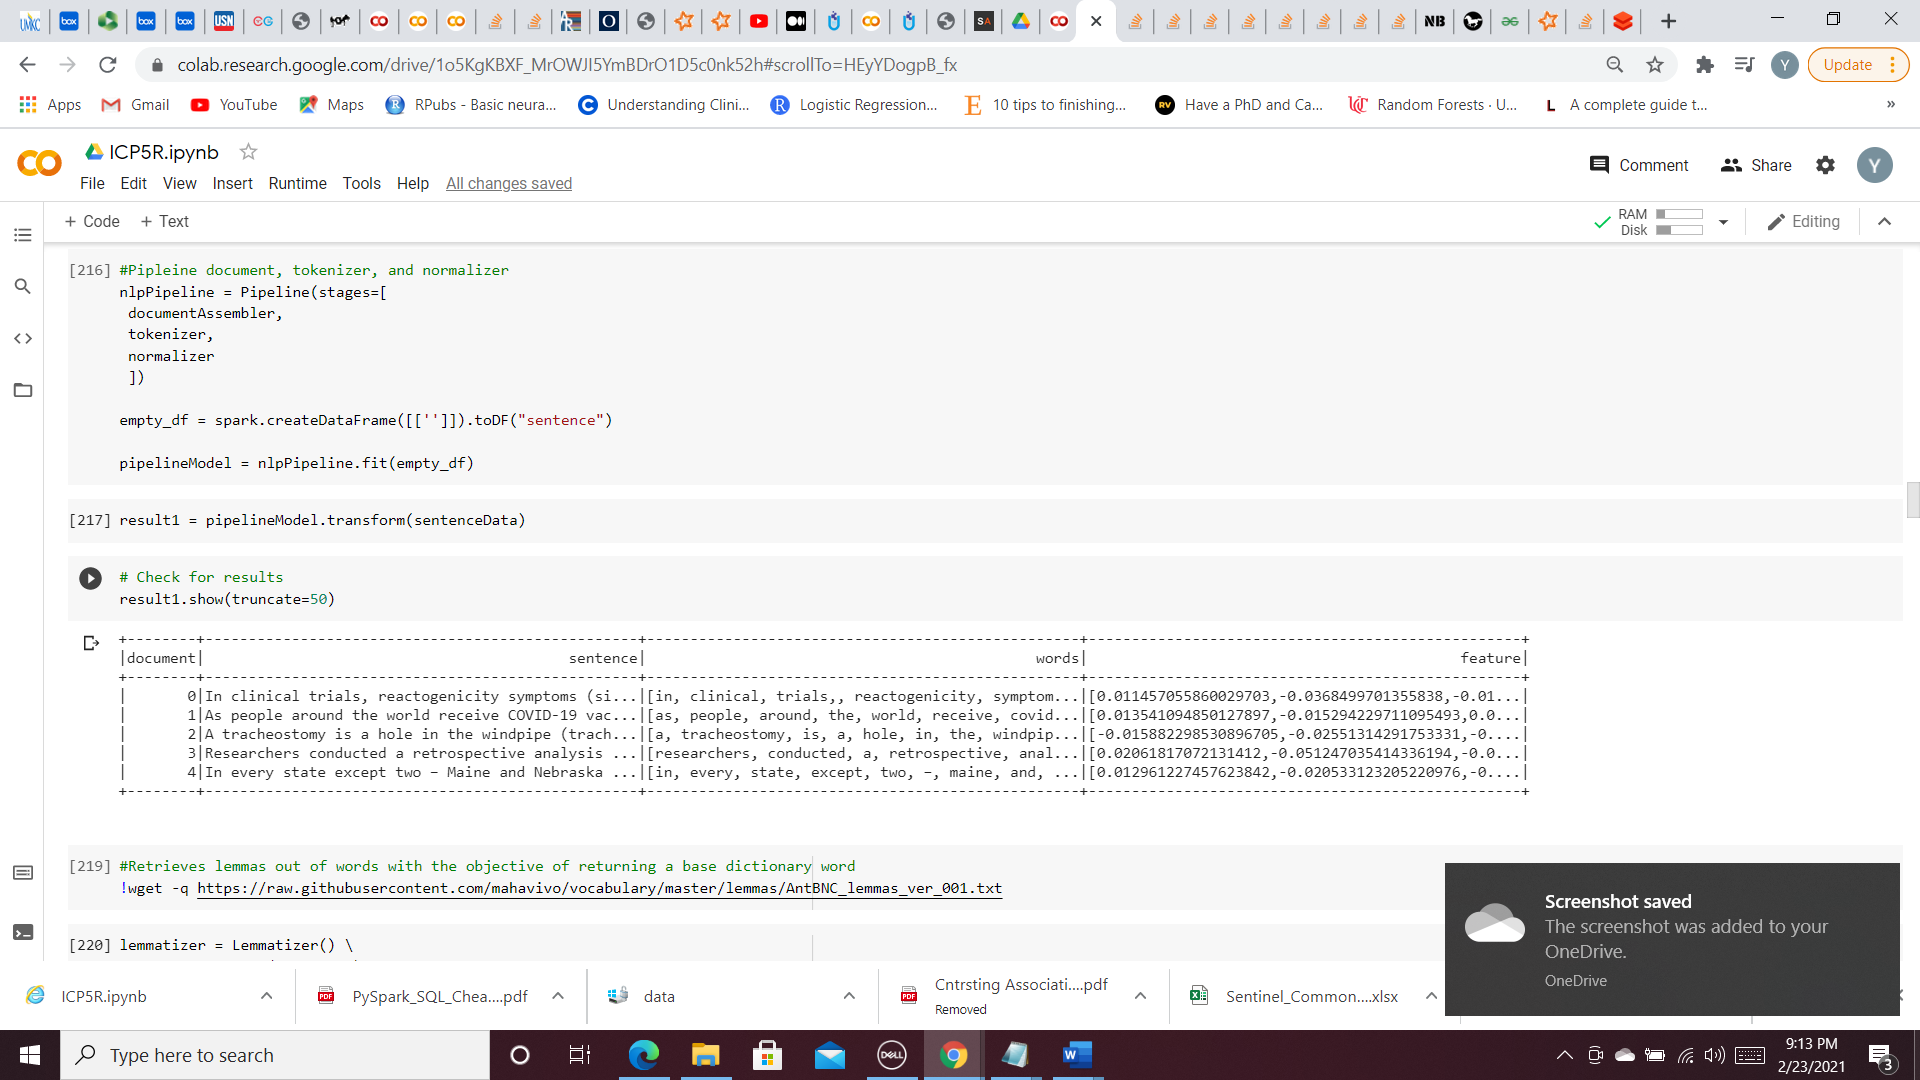 UMKC
box
box
box
USN
NB
SA
colab.research.google.com/drive/1o5KgKBXF_MrOWJI5YmBDrO1D5c0nk52h#scrollTo=HEyYDogpB_fx
Y
Update
Apps
Gmail
YouTube
Maps
RPubs - Basic neura...
Understanding Clini...
Logistic Regression...
10 tips to finishing...
Have a PhD and Ca...
Random Forests · U...
A complete guide t...
»
ICP5R.ipynb
Comment
Share
Y
File Edit View Insert Runtime Tools Help All changes saved
+ Code + Text
RAM
Disk
Editing
[216] #Pipleine document, tokenizer, and normalizer
nlpPipeline = Pipeline(stages=[
documentAssembler,
tokenizer,
normalizer
])
empty_df = spark.createDataFrame([['']]).toDF("sentence")
pipelineModel = nlpPipeline.fit(empty_df)
[217] result1 = pipelineModel.transform(sentenceData)
# Check for results
result1.show(truncate=50)
+--------+--------------------------------------------------+--------------------------------------------------+--------------------------------------------------+
|document| sentence| words| feature|
+--------+--------------------------------------------------+--------------------------------------------------+--------------------------------------------------+
| 0|In clinical trials, reactogenicity symptoms (si...|[in, clinical, trials,, reactogenicity, symptom...|[0.011457055860029703,-0.0368499701355838,-0.01...|
| 1|As people around the world receive COVID-19 vac...|[as, people, around, the, world, receive, covid...|[0.013541094850127897,-0.015294229711095493,0.0...|
| 2|A tracheostomy is a hole in the windpipe (trach...|[a, tracheostomy, is, a, hole, in, the, windpip...|[-0.015882298530896705,-0.02551314291753331,-0....|
| 3|Researchers conducted a retrospective analysis ...|[researchers, conducted, a, retrospective, anal...|[0.02061817072131412,-0.051247035414336194,-0.0...|
| 4|In every state except two – Maine and Nebraska ...|[in, every, state, except, two, –, maine, and, ...|[0.012961227457623842,-0.020533123205220976,-0....|
+--------+--------------------------------------------------+--------------------------------------------------+--------------------------------------------------+
[219] #Retrieves lemmas out of words with the objective of returning a base dictionary word
!wget -q https://raw.githubusercontent.com/mahavivo/vocabulary/master/lemmas/AntBNC_lemmas_ver_001.txt
[220] lemmatizer = Lemmatizer() \
Screenshot saved
The screenshot was added to your
OneDrive.
OneDrive
ICP5R.ipynb
PySpark_SQL_Chea....pdf
data
Cntrsting Associati....pdf
Removed
Sentinel_Common....xlsx
Type here to search
DELL
9:13 PM
2/23/2021
3